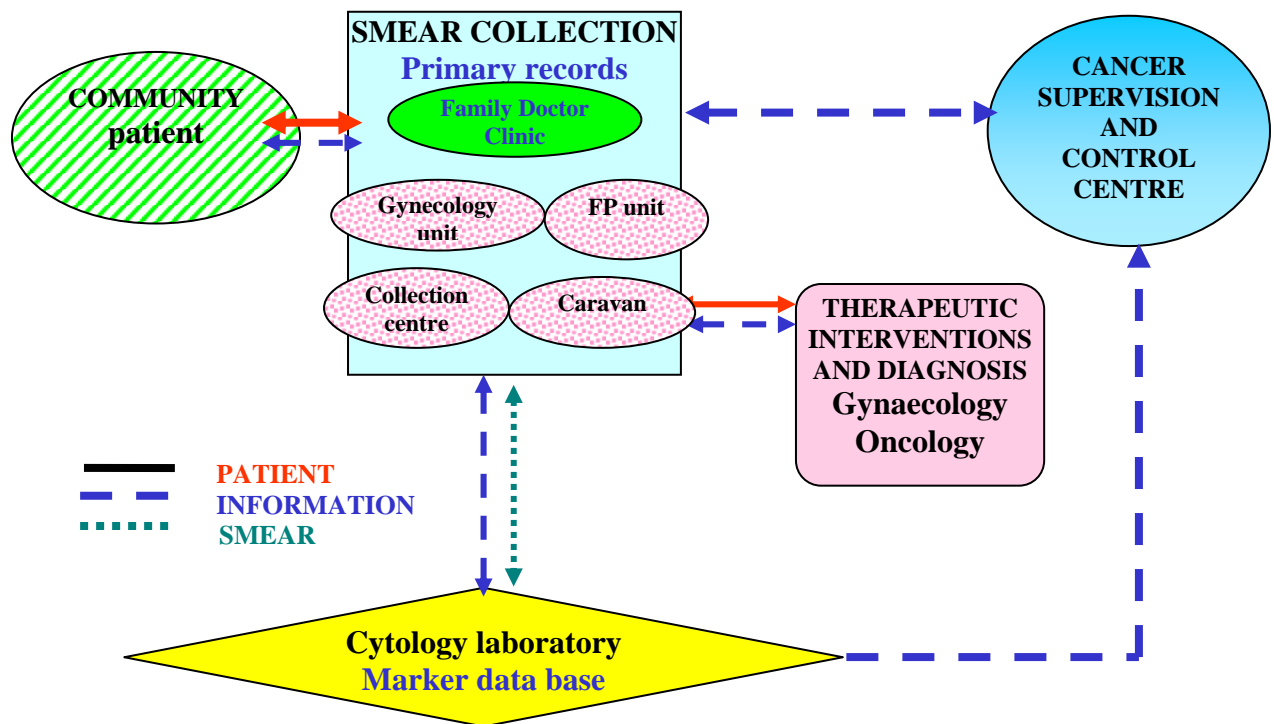 COMMUNITY
patient
SMEAR COLLECTION
Primary records
Family Doctor
Clinic
Gynecology
unit
FP unit
Collection
centre
Caravan
CANCER
SUPERVISION
AND
CONTROL
CENTRE
THERAPEUTIC
INTERVENTIONS
AND DIAGNOSIS
Gynaecology
Oncology
PATIENT
INFORMATION
SMEAR
Cytology laboratory
Marker data base